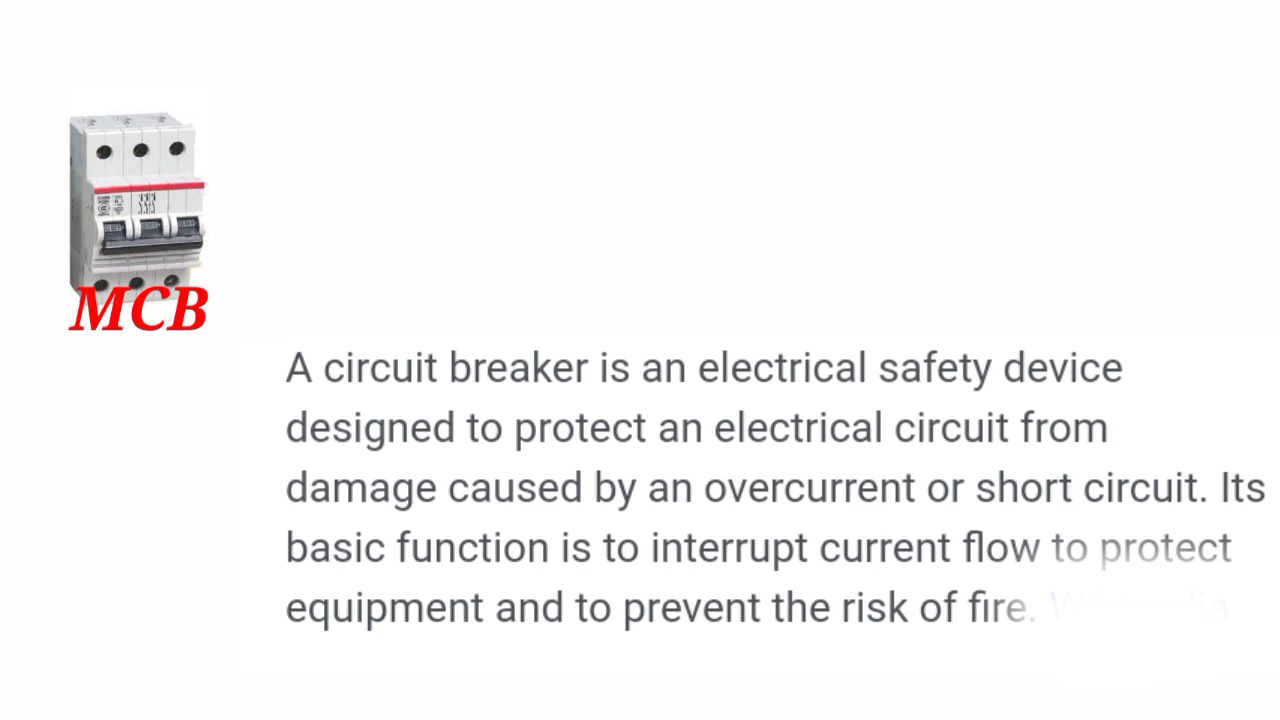 MCB
A circuit breaker is an electrical safety device
designed to protect an electrical circuit from
damage caused by an overcurrent or short circuit. Its
basic function is to interrupt current flow to protect
equipment and to prevent the risk of fire.